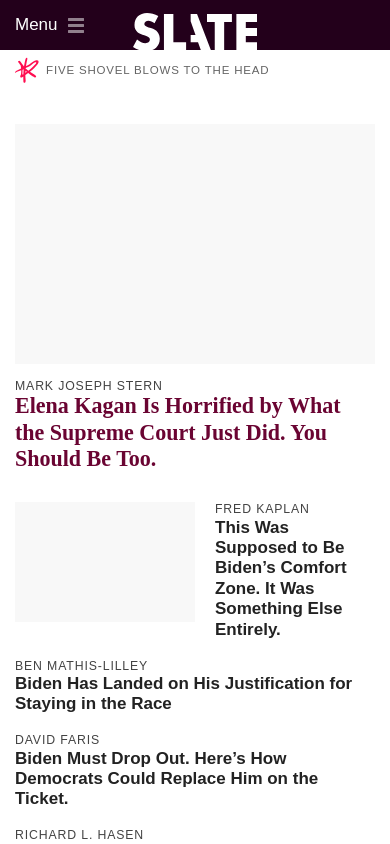 Menu
SLATE
FIVE SHOVEL BLOWS TO THE HEAD
MARK JOSEPH STERN
Elena Kagan Is Horrified by What
the Supreme Court Just Did. You
Should Be Too.
FRED KAPLAN
This Was
Supposed to Be
Biden’s Comfort
Zone. It Was
Something Else
Entirely.
BEN MATHIS-LILLEY
Biden Has Landed on His Justification for
Staying in the Race
DAVID FARIS
Biden Must Drop Out. Here’s How
Democrats Could Replace Him on the
Ticket.
RICHARD L. HASEN